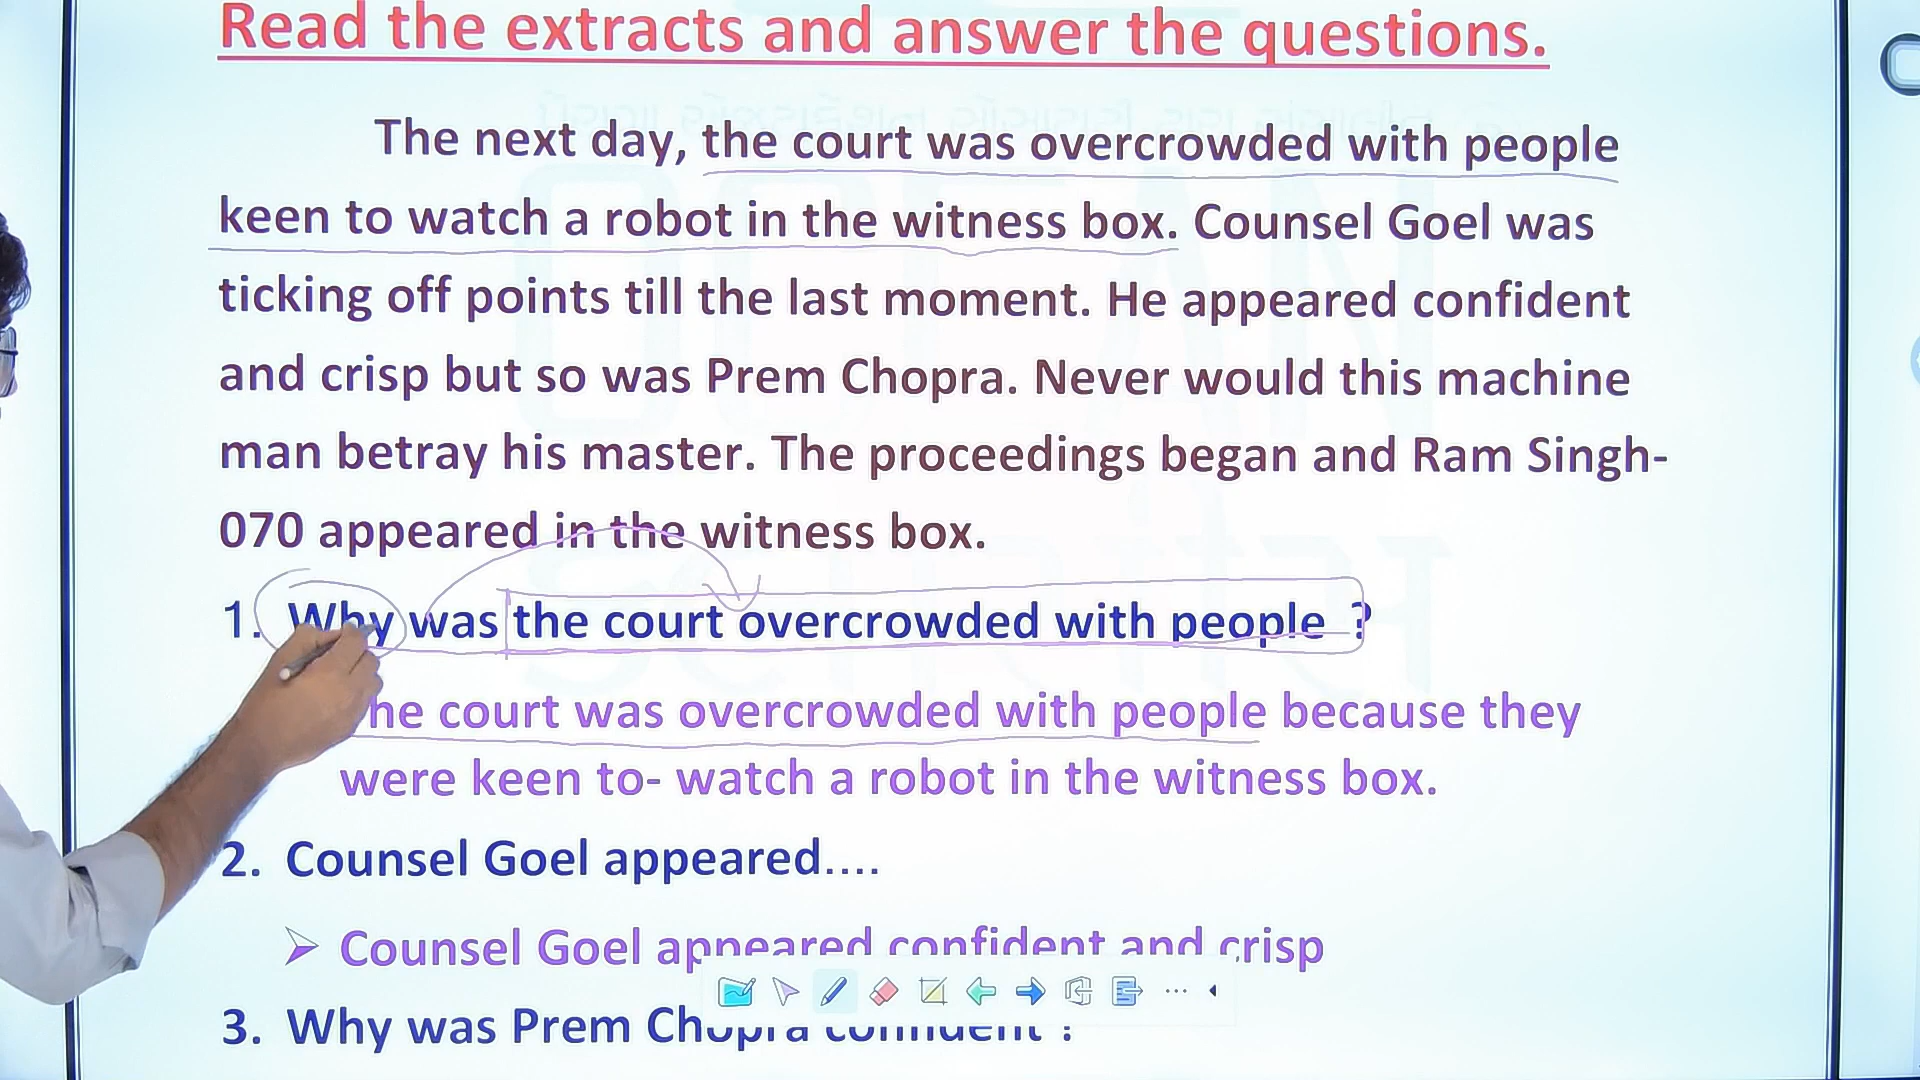 Read the extracts and answer the questions.
The next day, the court was overcrowded with people
keen to watch a robot in the witness box. Counsel Goel was
ticking off points till the last moment. He appeared confident
and crisp but so was Prem Chopra. Never would this machine
man betray his master. The proceedings began and Ram Singh-
070 appeared in the witness box.
1. Why was the court overcrowded with people ?
he court was overcrowded with people because they
were keen to- watch a robot in the witness box.
2. Counsel Goel appeared....
➢ Counsel Goel appeared confident and crisp
3. Why was Prem Chopra confident ?